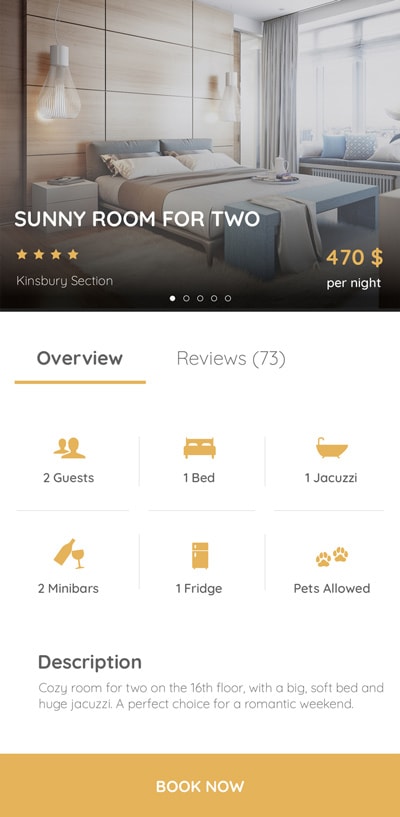 SUNNY ROOM FOR TWO
470 $
Kinsbury Section
per night
Overview
Reviews (73)
2 Guests
1 Bed
1 Jacuzzi
2 Minibars
1 Fridge
Pets Allowed
Description
Cozy room for two on the 16th floor, with a big, soft bed and
huge jacuzzi. A perfect choice for a romantic weekend.
BOOK NOW